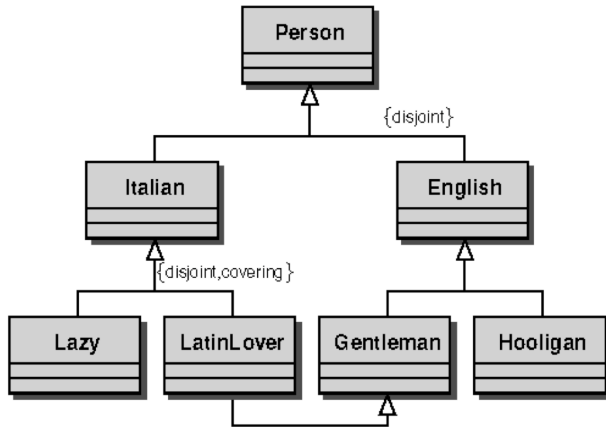 Person
{disjoint}
Italian
English
{disjoint,covering}
Lazy
LatinLover
Gentleman
Hooligan